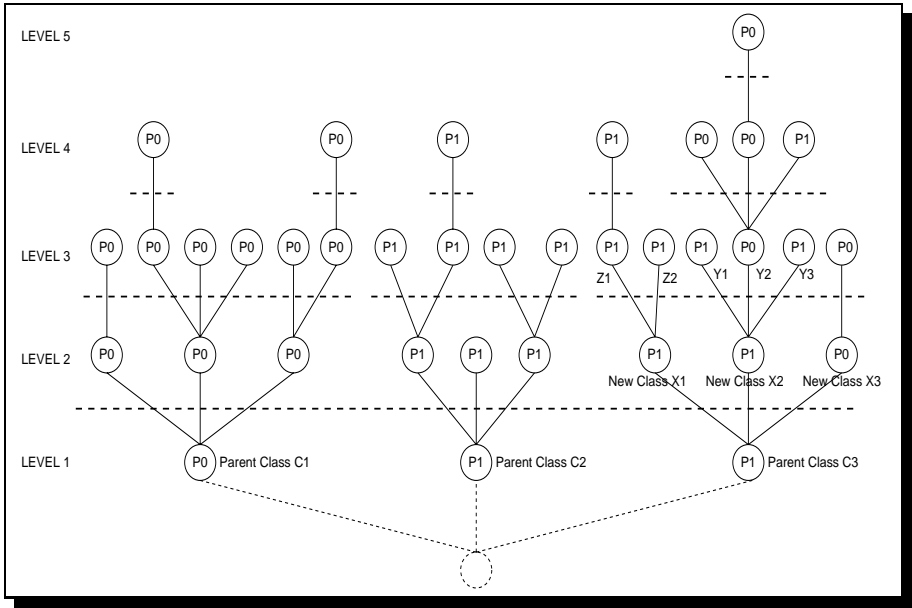 LEVEL 5
P0
LEVEL 4
P0 P0 P1 P1 P0 P0 P1
LEVEL 3
P0 P0 P0 P0 P0 P0 P1 P1 P1 P1 P1 P1 P1 P0 P1 P0
Z1 Z2 Y1 Y2 Y3
LEVEL 2
P0 P0 P0 P1 P1 P1 P1 P1 P0
New Class X1 New Class X2 New Class X3
LEVEL 1
P0 Parent Class C1 P1 Parent Class C2 P1 Parent Class C3